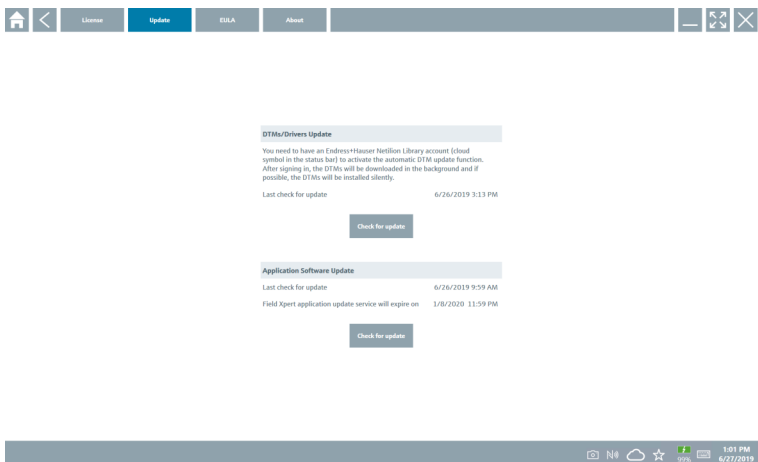 License Update EULA About
DTMs/Drivers Update
You need to have an Endress+Hauser Netilion Library account (cloud
symbol in the status bar) to activate the automatic DTM update function.
After signing in, the DTMs will be downloaded in the background and if
possible, the DTMs will be installed silently.
Last check for update 6/26/2019 3:13 PM
Check for update
Application Software Update
Last check for update 6/26/2019 9:59 AM
Field Xpert application update service will expire on 1/8/2020 11:59 PM
Check for update
99%
1:01 PM
6/27/2019